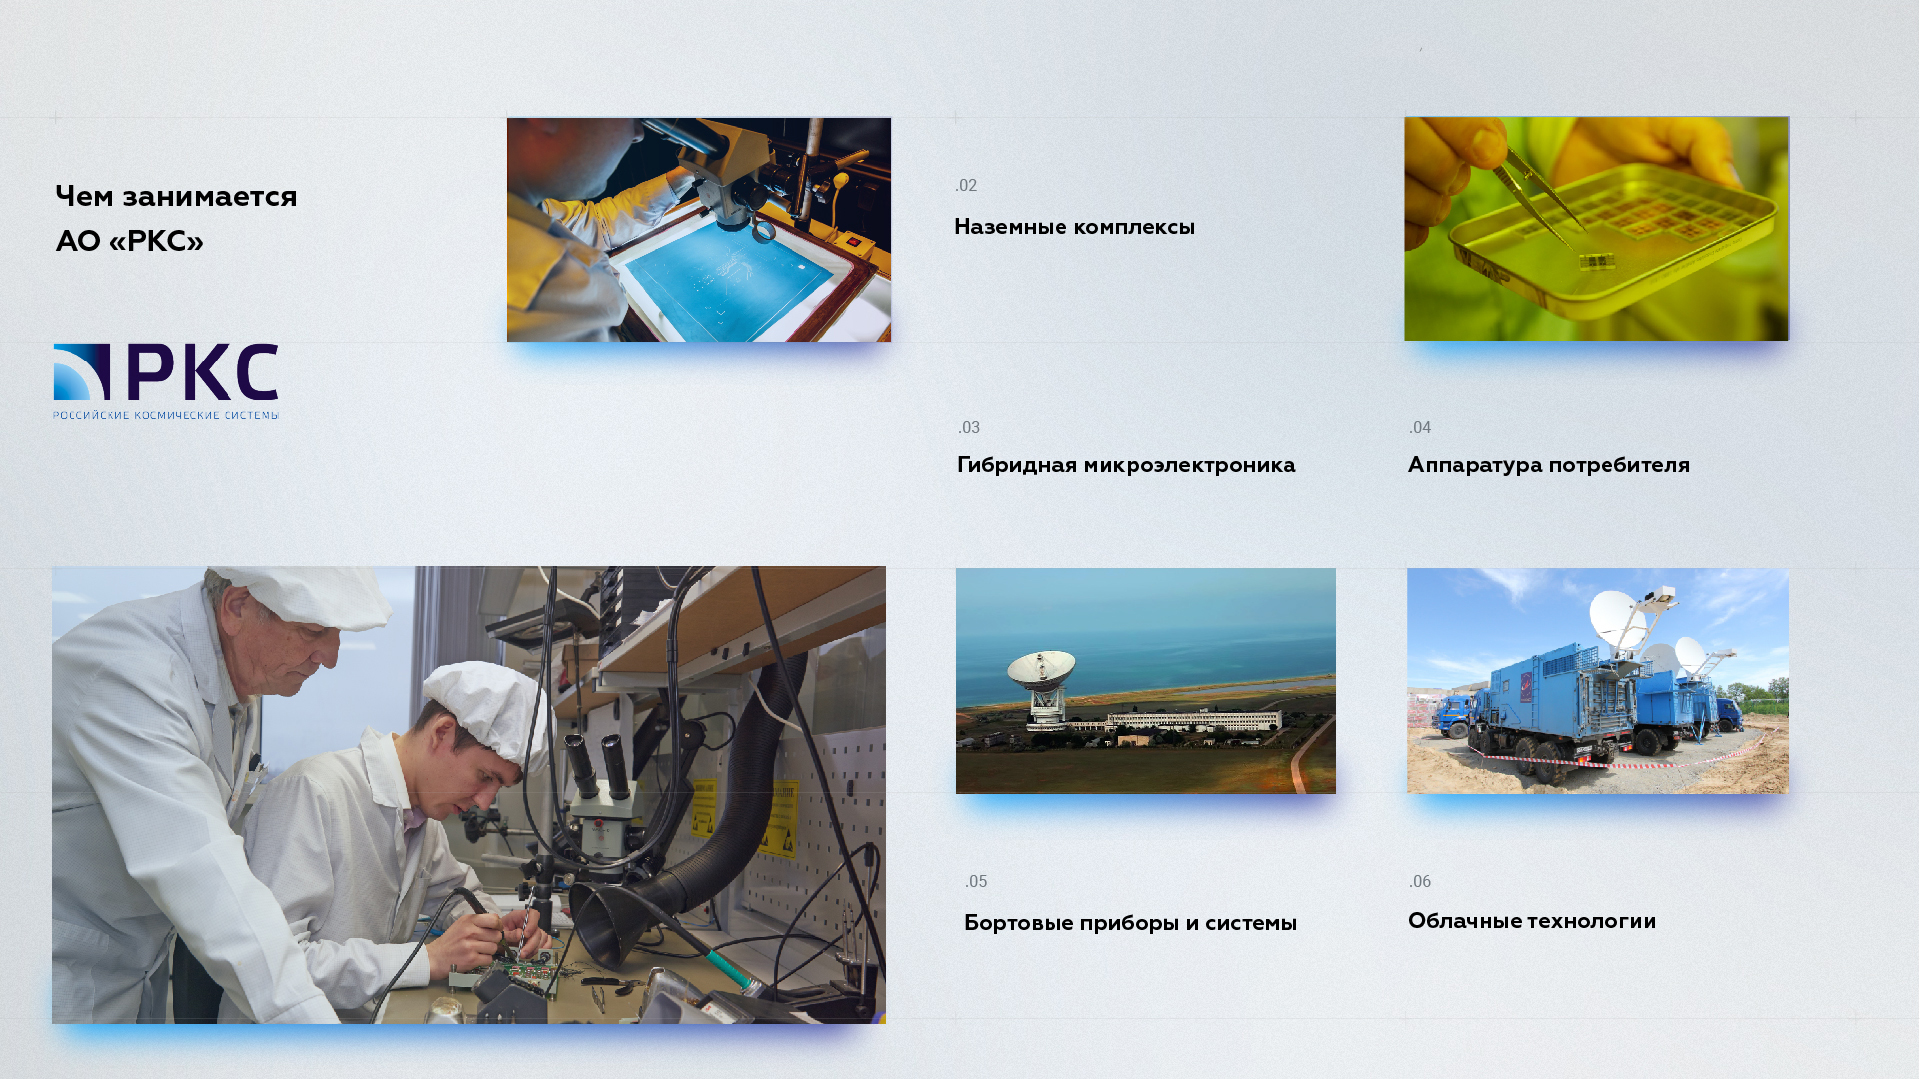 Чем занимается
АО «РКС»
РКС
РОССИЙСКИЕ КОСМИЧЕСКИЕ СИСТЕМЫ
.02
Наземные комплексы
.03
Гибридная микроэлектроника
.04
Аппаратура потребителя
.05
Бортовые приборы и системы
.06
Облачные технологии